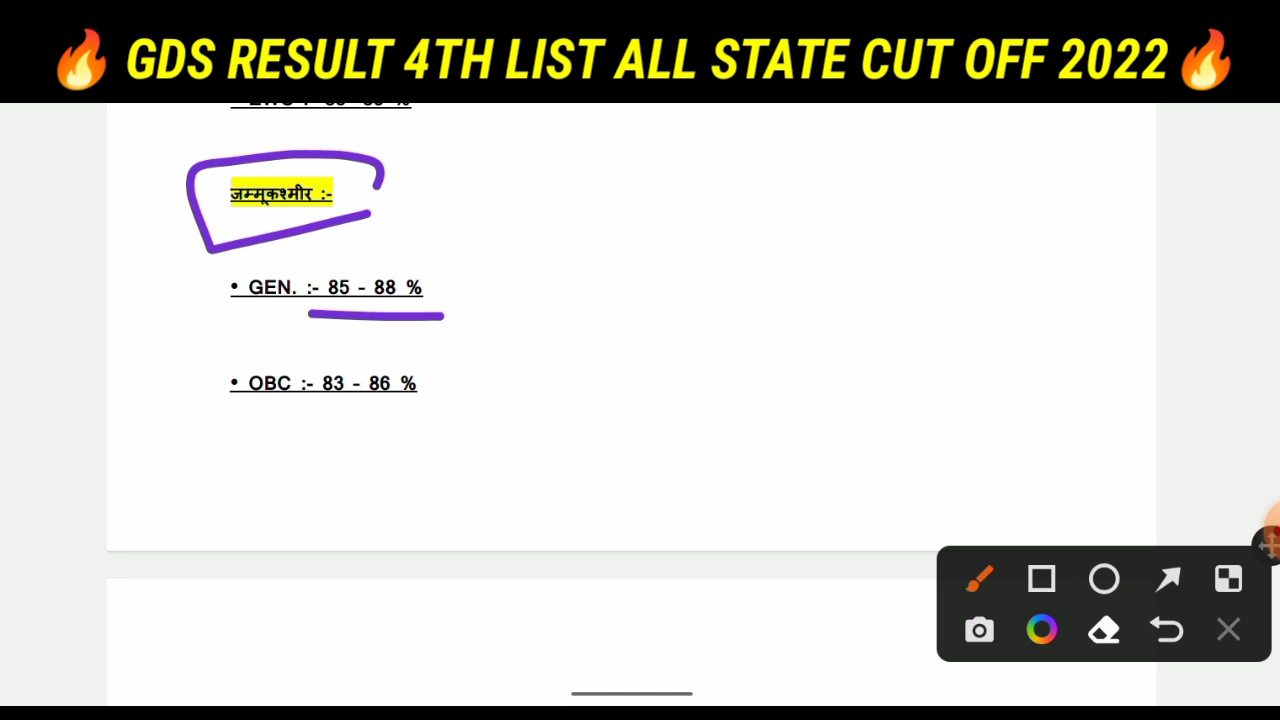 🔥 GDS RESULT 4TH LIST ALL STATE CUT OFF 2022🔥
जम्मूकश्मीर :-
• GEN. :- 85 - 88 %
• OBC :- 83 - 86 %